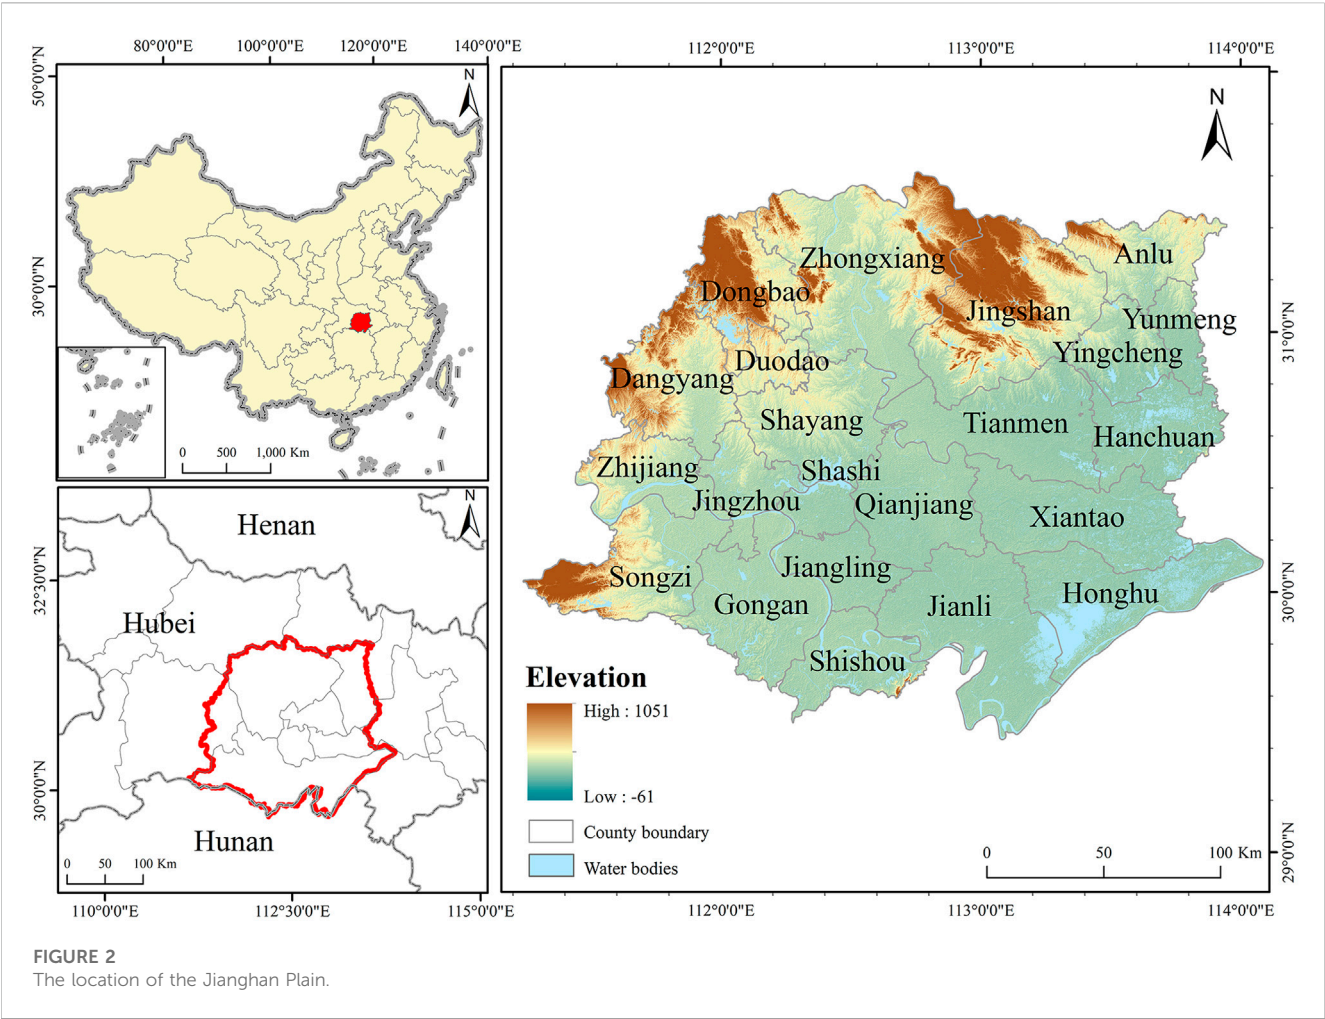 80°0'0"E 100°0'0"E 120°0'0"E 140°0'0"E
50°0'0"N
30°0'0"N
N
0 500 1,000 Km
N
Henan
Hubei
Hunan
32°30'0"N
30°0'0"N
0 50 100 Km
110°0'0"E 112°30'0"E 115°0'0"E
112°0'0"E 113°0'0"E 114°0'0"E
N
Zhongxiang
Anlu
Dongbao
Jingshan
Yunmeng
Yingcheng
Duodao
Dangyang
Shayang
Tianmen
Hanchuan
Zhijiang
Shashi
Jingzhou
Qianjiang
Xiantao
Songzi
Jiangling
Gongan
Jianli
Honghu
Shishou
31°0'0"N
30°0'0"N
29°0'0"N
Elevation
High : 1051
Low : -61
County boundary
Water bodies
0 50 100 Km
112°0'0"E 113°0'0"E 114°0'0"E
FIGURE 2
The location of the Jianghan Plain.